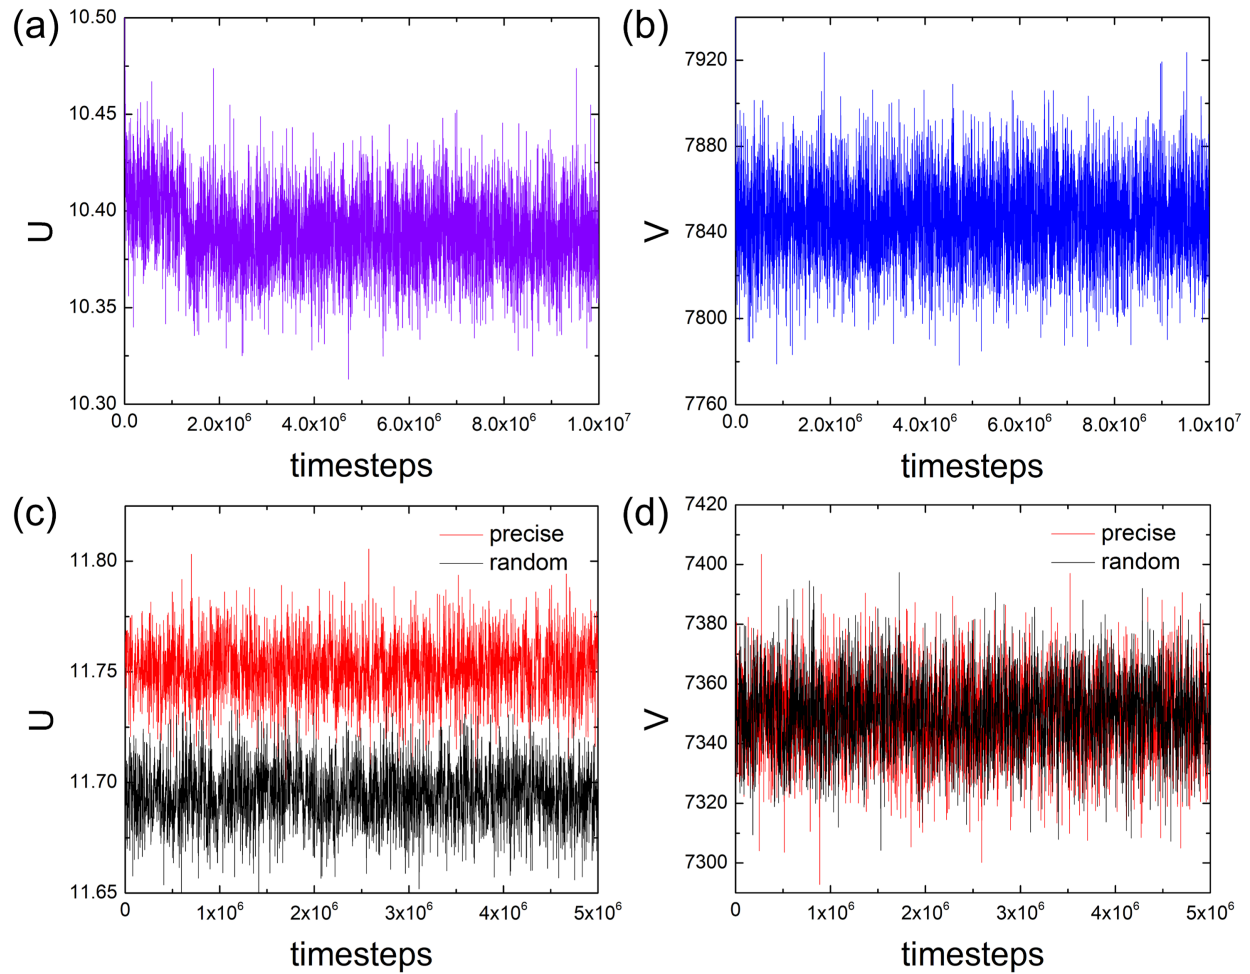 (a)
10.50
10.45
10.40
10.35
10.30
U
0.0 2.0x10⁶ 4.0x10⁶ 6.0x10⁶ 8.0x10⁶ 1.0x10⁷
timesteps
(b)
7920
7880
7840
7800
7760
V
0.0 2.0x10⁶ 4.0x10⁶ 6.0x10⁶ 8.0x10⁶ 1.0x10⁷
timesteps
(c)
precise
random
11.80
11.75
11.70
11.65
U
0 1x10⁶ 2x10⁶ 3x10⁶ 4x10⁶ 5x10⁶
timesteps
(d)
precise
random
7420
7400
7380
7360
7340
7320
7300
V
0 1x10⁶ 2x10⁶ 3x10⁶ 4x10⁶ 5x10⁶
timesteps